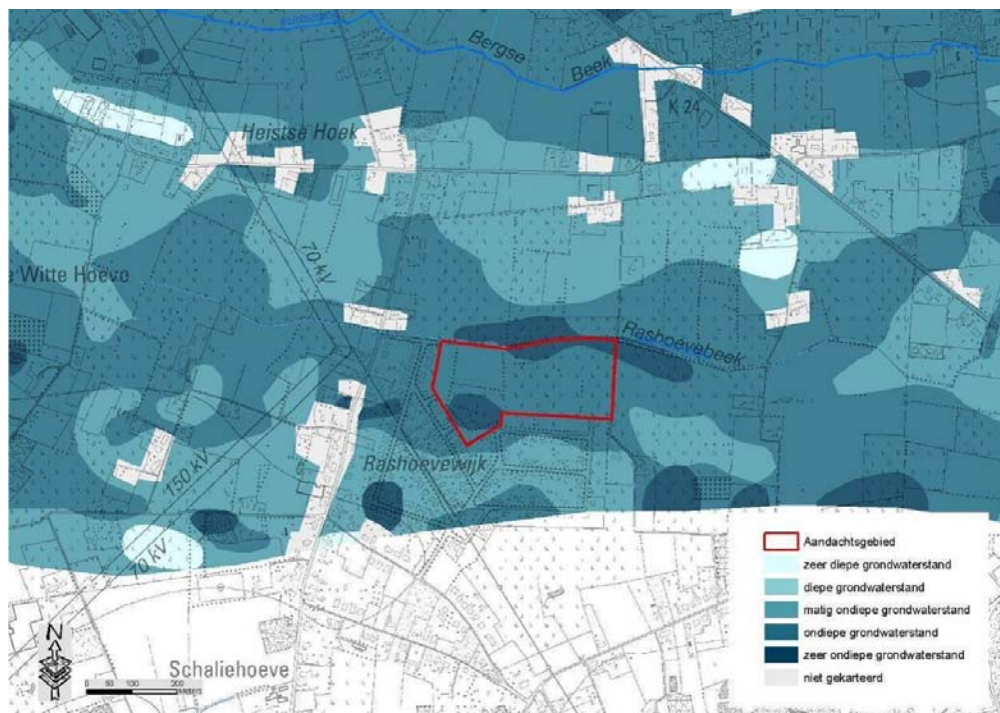 Bergse
Beek
K 24
Heistse Hoek
70 kV
e Witte Hoeve
Rashoevebeek
Rashoevewijk
150 kV
70 kV
Schaliehoeve
N
0 50 100 200
Meters
Aandachtsgebied
zeer diepe grondwaterstand
diepe grondwaterstand
matig ondiepe grondwaterstand
ondiepe grondwaterstand
zeer ondiepe grondwaterstand
niet gekarteerd